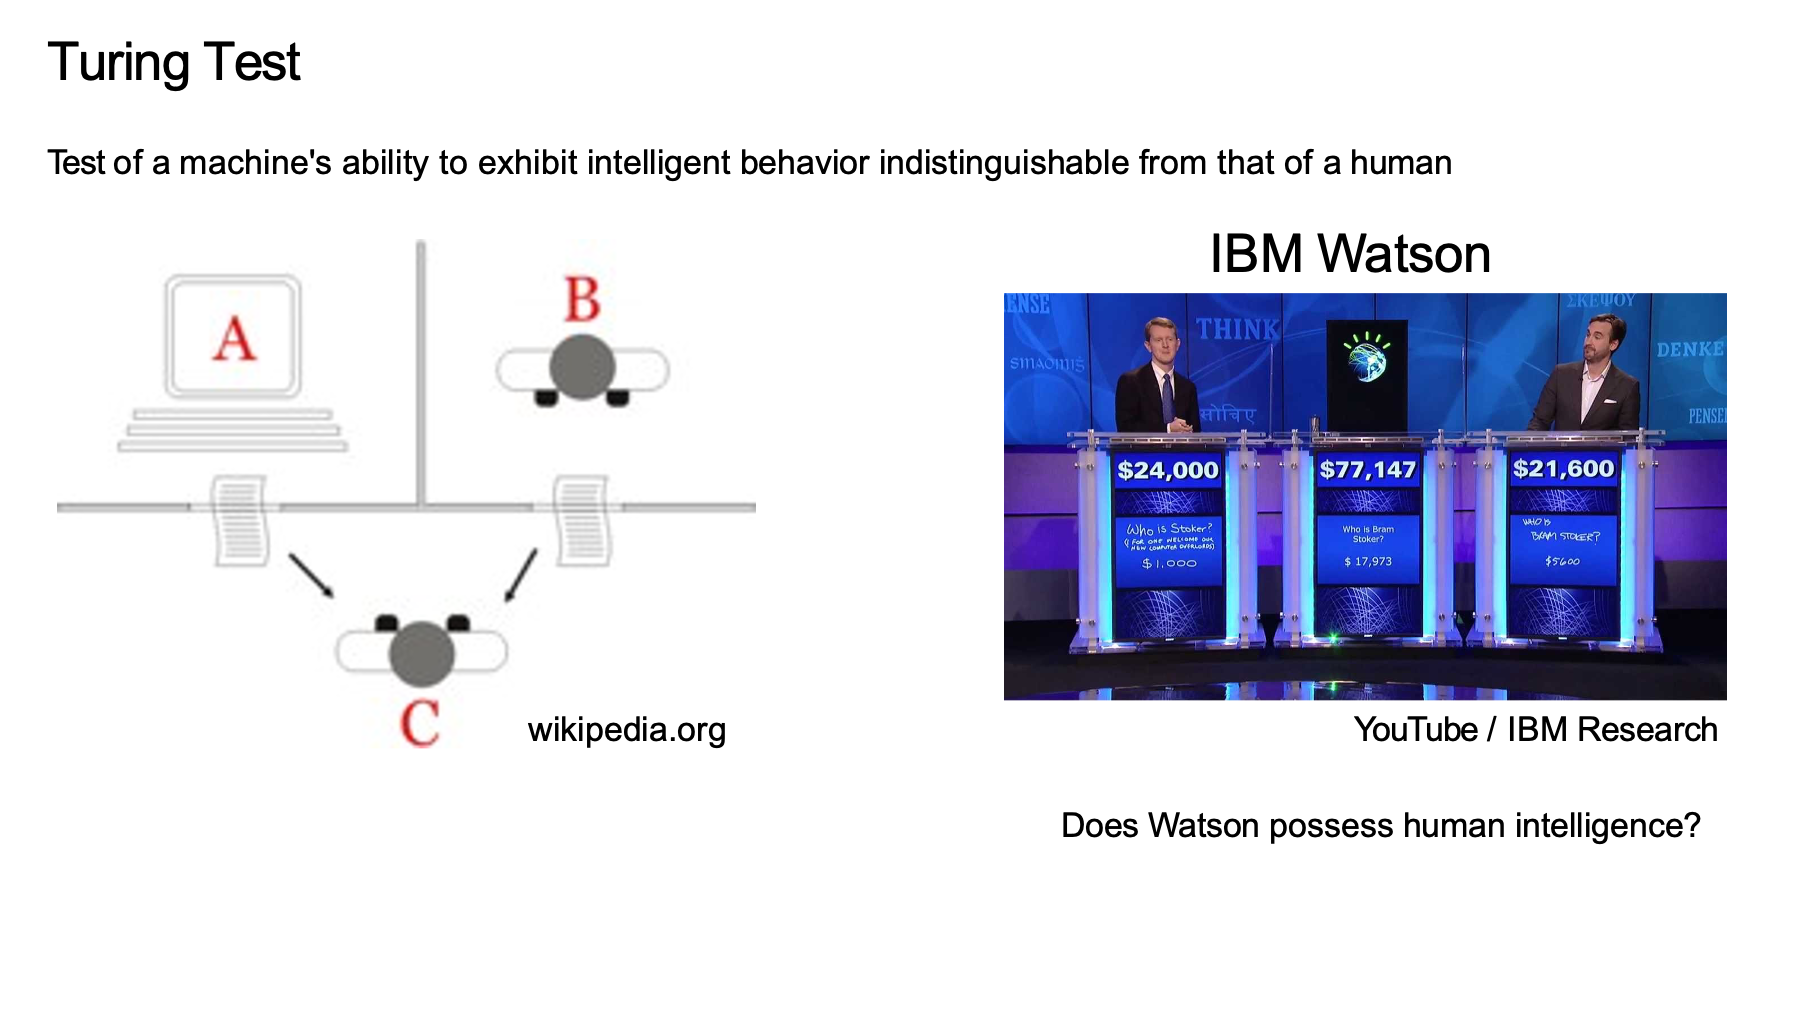 Turing Test
Test of a machine's ability to exhibit intelligent behavior indistinguishable from that of a human
A
B
C
wikipedia.org
IBM Watson
ENSE
THINK
ΣΚΕΨΟΥ
DENKE
सोचिए
PENSE
$24,000
$77,147
$21,600
Who is Stoker?
(I FOR ONE WELCOME OUR
NEW COMPUTER OVERLORDS)
$1,000
Who is Bram
Stoker?
$ 17,973
WHO IS
BRAM STOKER?
$5600
YouTube / IBM Research
Does Watson possess human intelligence?